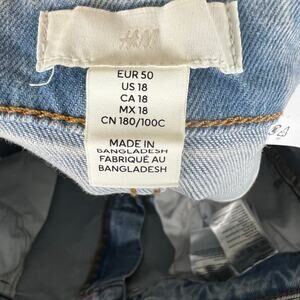 H&M
EUR 50
US 18
CA 18
MX 18
CN 180/100C
MADE IN
BANGLADESH
FABRIQUÉ AU
BANGLADESH